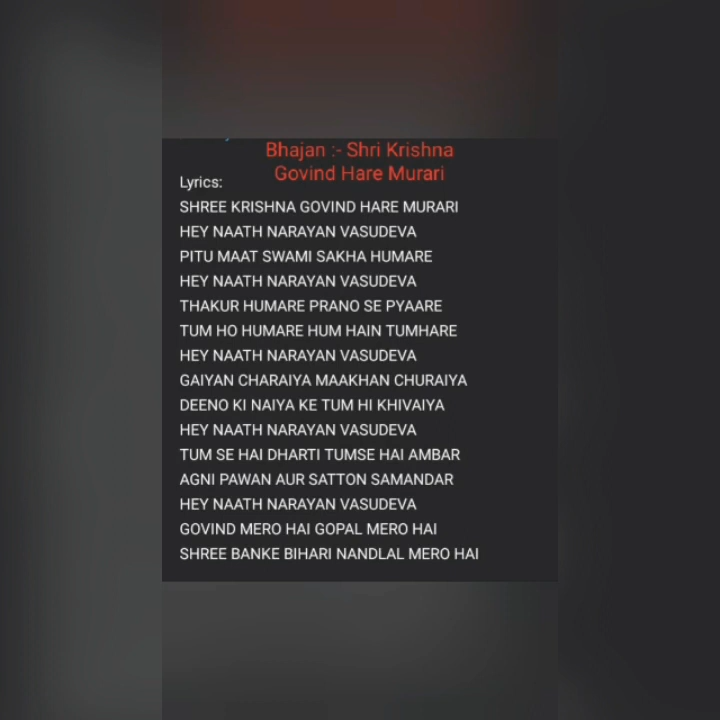 Bhajan :- Shri Krishna
Govind Hare Murari
Lyrics:
SHREE KRISHNA GOVIND HARE MURARI
HEY NAATH NARAYAN VASUDEVA
PITU MAAT SWAMI SAKHA HUMARE
HEY NAATH NARAYAN VASUDEVA
THAKUR HUMARE PRANO SE PYAARE
TUM HO HUMARE HUM HAIN TUMHARE
HEY NAATH NARAYAN VASUDEVA
GAIYAN CHARAIYA MAAKHAN CHURAIYA
DEENO KI NAIYA KE TUM HI KHIVAIYA
HEY NAATH NARAYAN VASUDEVA
TUM SE HAI DHARTI TUMSE HAI AMBAR
AGNI PAWAN AUR SATTON SAMANDAR
HEY NAATH NARAYAN VASUDEVA
GOVIND MERO HAI GOPAL MERO HAI
SHREE BANKE BIHARI NANDLAL MERO HAI